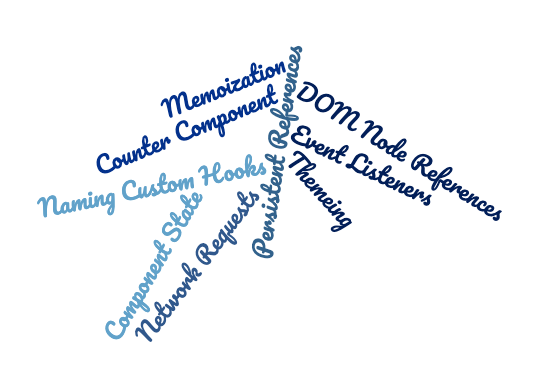 Memoization
Counter Component
Naming Custom Hooks
Component State
Network Requests
Persistent References
DOM Node References
Event Listeners
Themeing